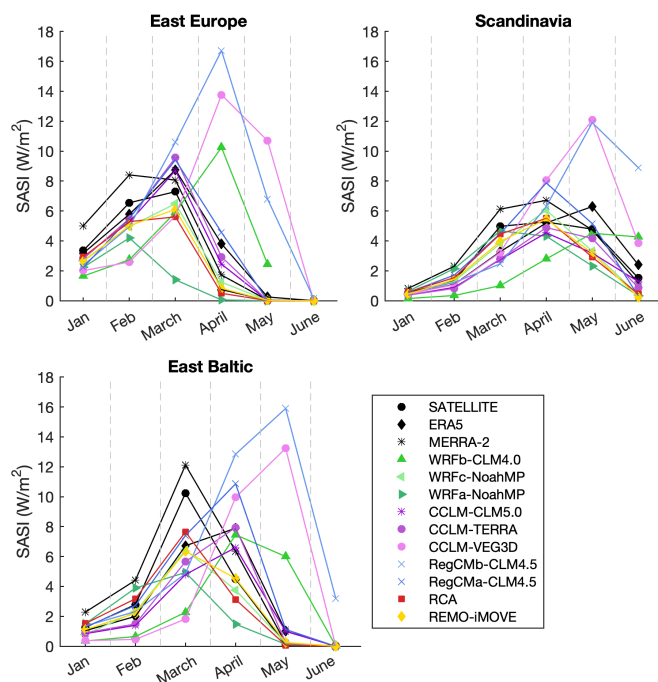 East Europe
18
16
14
12
10
8
6
4
2
0
SASI (W/m²)
Jan
Feb
March
April
May
June
Scandinavia
18
16
14
12
10
8
6
4
2
0
SASI (W/m²)
Jan
Feb
March
April
May
June
East Baltic
18
16
14
12
10
8
6
4
2
0
SASI (W/m²)
Jan
Feb
March
April
May
June
SATELLITE
ERA5
MERRA-2
WRFb-CLM4.0
WRFc-NoahMP
WRFa-NoahMP
CCLM-CLM5.0
CCLM-TERRA
CCLM-VEG3D
RegCMb-CLM4.5
RegCMa-CLM4.5
RCA
REMO-iMOVE